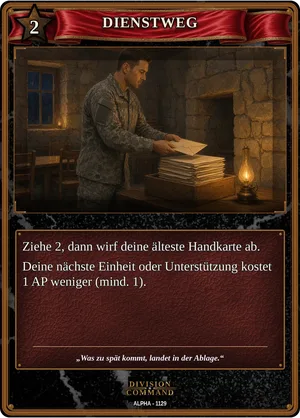 DIENSTWEG
2
Ziehe 2, dann wirf deine älteste Handkarte ab.
Deine nächste Einheit oder Unterstützung kostet
1 AP weniger (mind. 1).
„Was zu spät kommt, landet in der Ablage.“
DIVISION
COMMAND
ALPHA - 1129